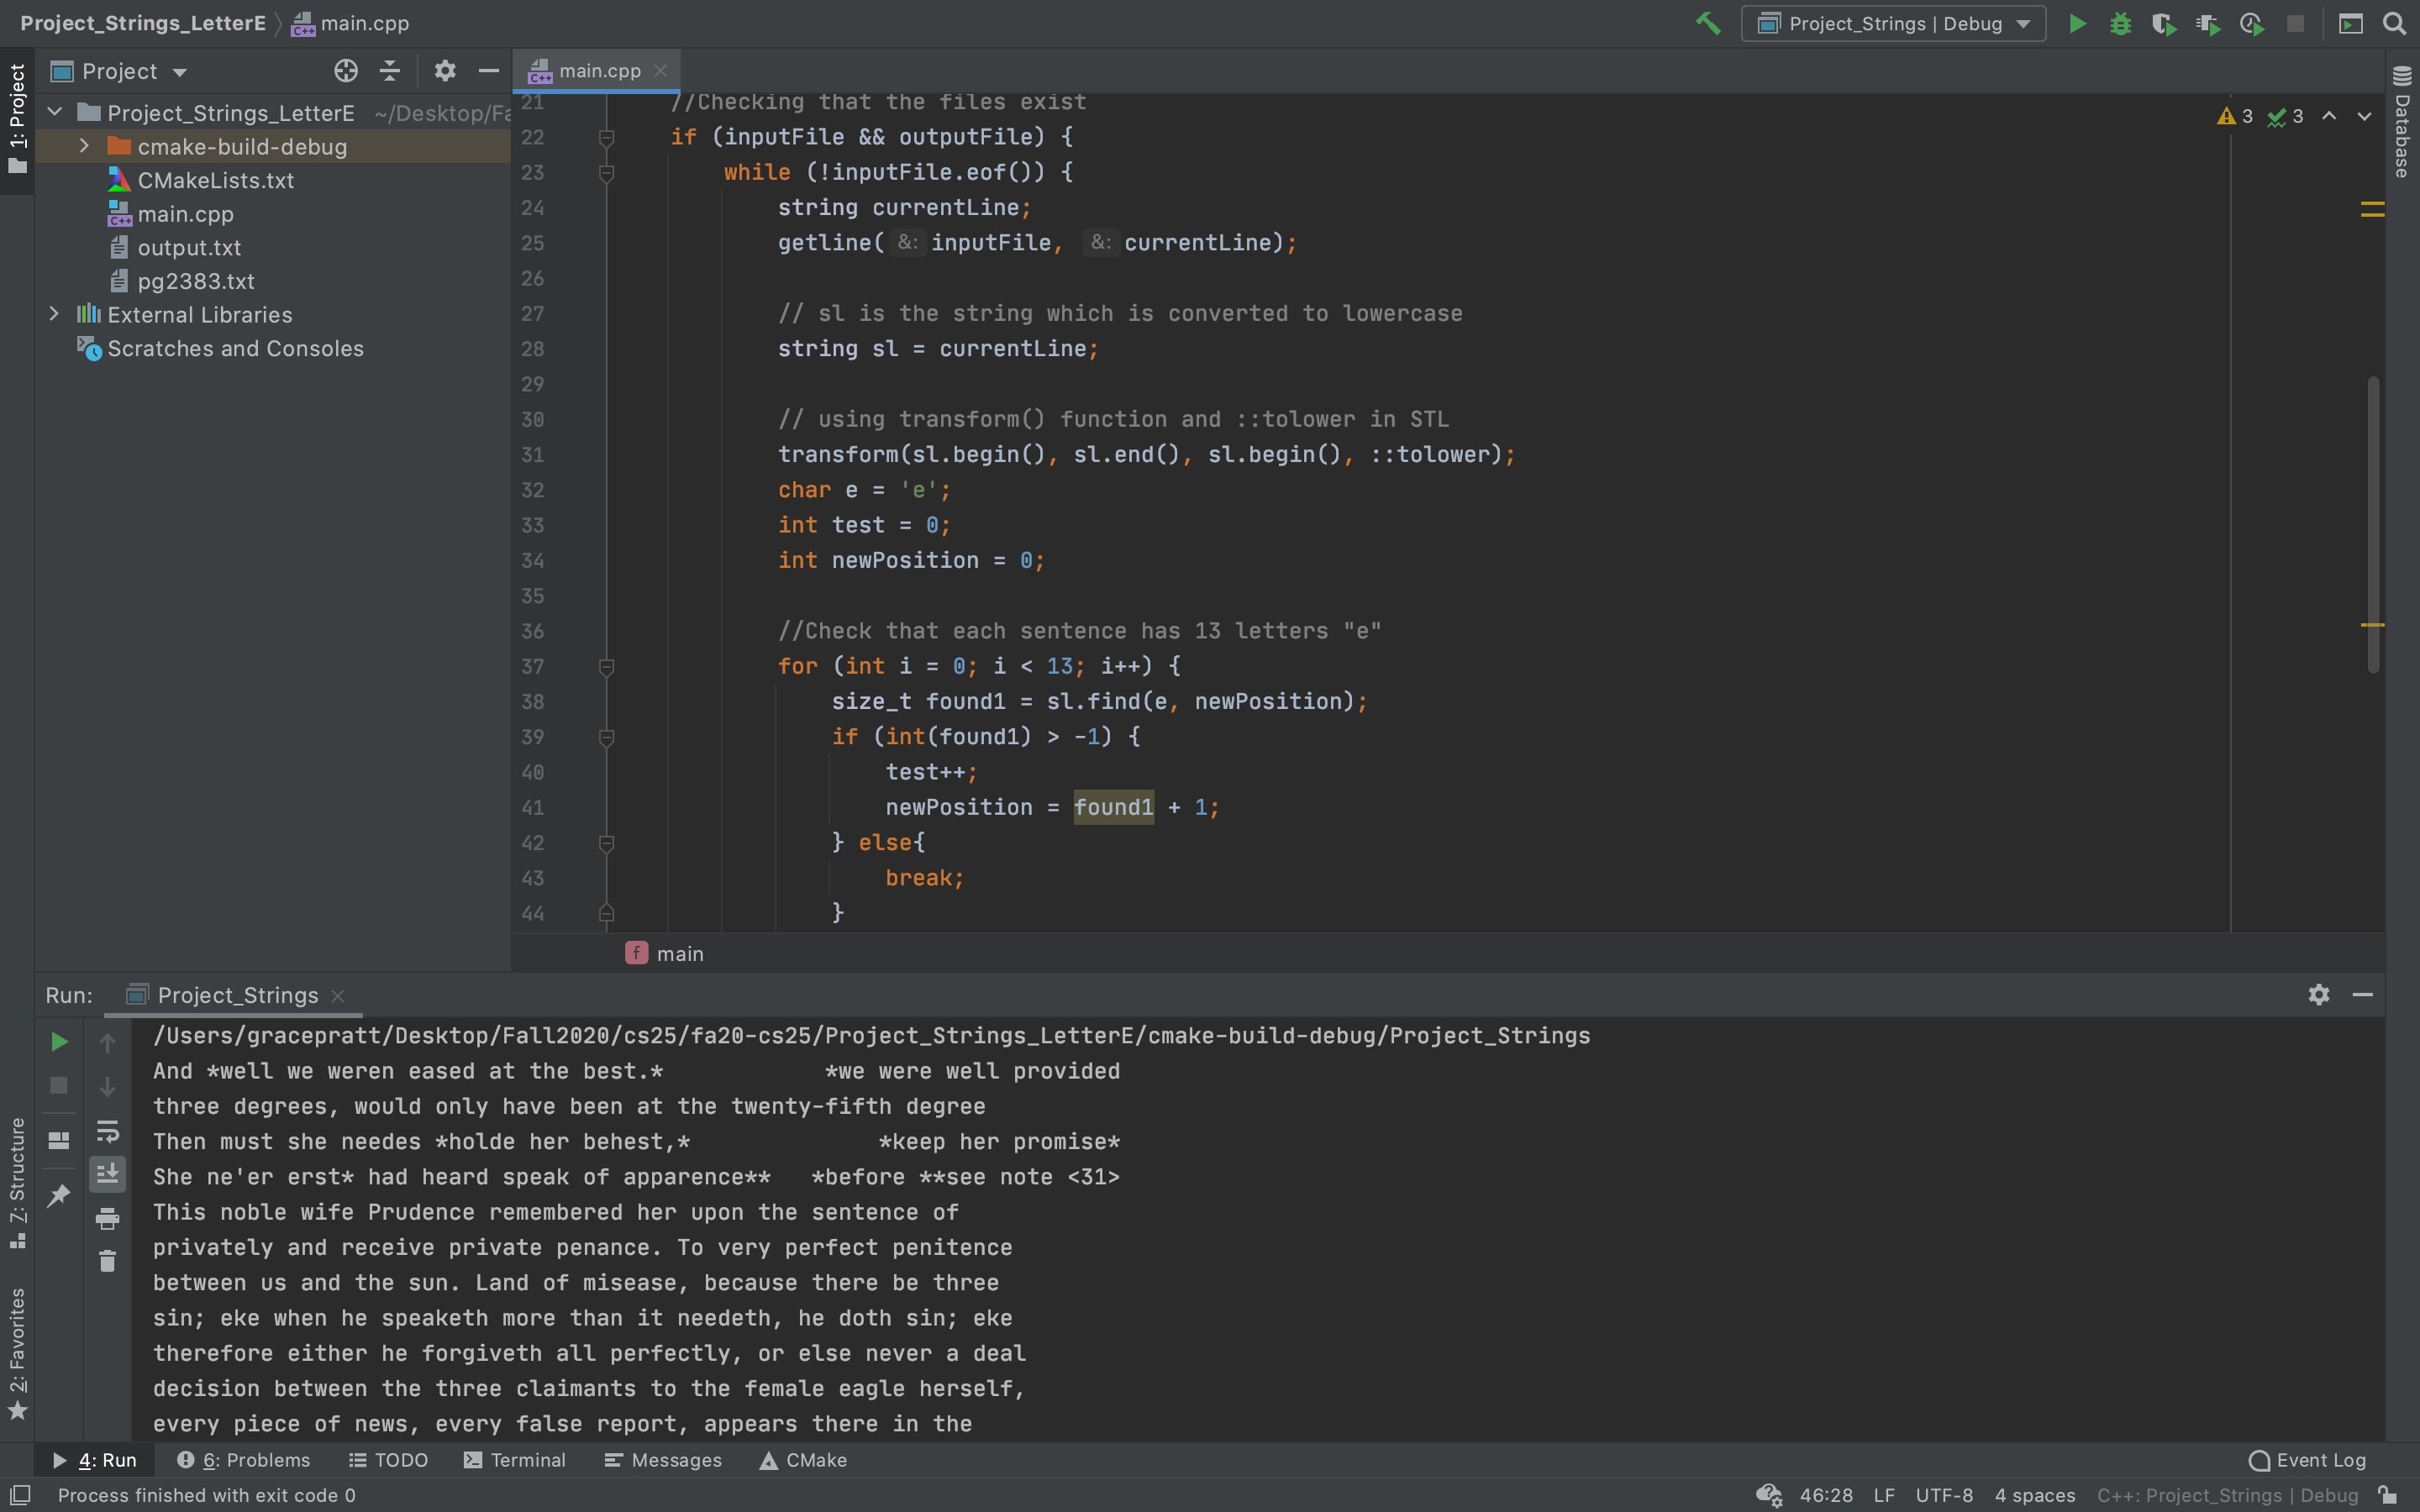 Project_Strings_LetterE main.cpp
Project_Strings | Debug
1: Project
Project
main.cpp
Project_Strings_LetterE ~/Desktop/Fa
cmake-build-debug
CMakeLists.txt
main.cpp
output.txt
pg2383.txt
External Libraries
Scratches and Consoles
Database
3 3
21 //Checking that the files exist
22 if (inputFile && outputFile) {
23 while (!inputFile.eof()) {
24 string currentLine;
25 getline( &: inputFile, &: currentLine);
26
27 // sl is the string which is converted to lowercase
28 string sl = currentLine;
29
30 // using transform() function and ::tolower in STL
31 transform(sl.begin(), sl.end(), sl.begin(), ::tolower);
32 char e = 'e';
33 int test = 0;
34 int newPosition = 0;
35
36 //Check that each sentence has 13 letters "e"
37 for (int i = 0; i < 13; i++) {
38 size_t found1 = sl.find(e, newPosition);
39 if (int(found1) > -1) {
40 test++;
41 newPosition = found1 + 1;
42 } else{
43 break;
44 }
f main
Run: Project_Strings
/Users/gracepratt/Desktop/Fall2020/cs25/fa20-cs25/Project_Strings_LetterE/cmake-build-debug/Project_Strings
And *well we weren eased at the best.* *we were well provided
three degrees, would only have been at the twenty-fifth degree
Then must she needes *holde her behest,* *keep her promise*
She ne'er erst* had heard speak of apparence** *before **see note <31>
This noble wife Prudence remembered her upon the sentence of
privately and receive private penance. To very perfect penitence
between us and the sun. Land of misease, because there be three
sin; eke when he speaketh more than it needeth, he doth sin; eke
therefore either he forgiveth all perfectly, or else never a deal
decision between the three claimants to the female eagle herself,
every piece of news, every false report, appears there in the
Z: Structure
2: Favorites
4: Run 6: Problems TODO Terminal Messages CMake Event Log
Process finished with exit code 0
46:28 LF UTF-8 4 spaces C++: Project_Strings | Debug